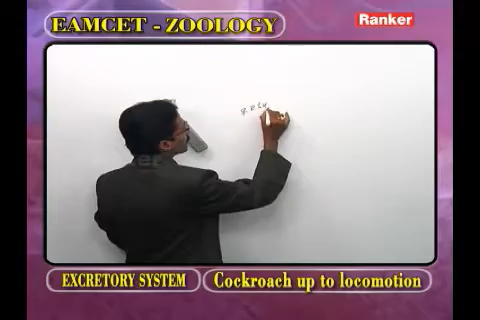 EAMCET - ZOOLOGY
Ranker
EXCRETORY SYSTEM
Cockroach up to locomotion